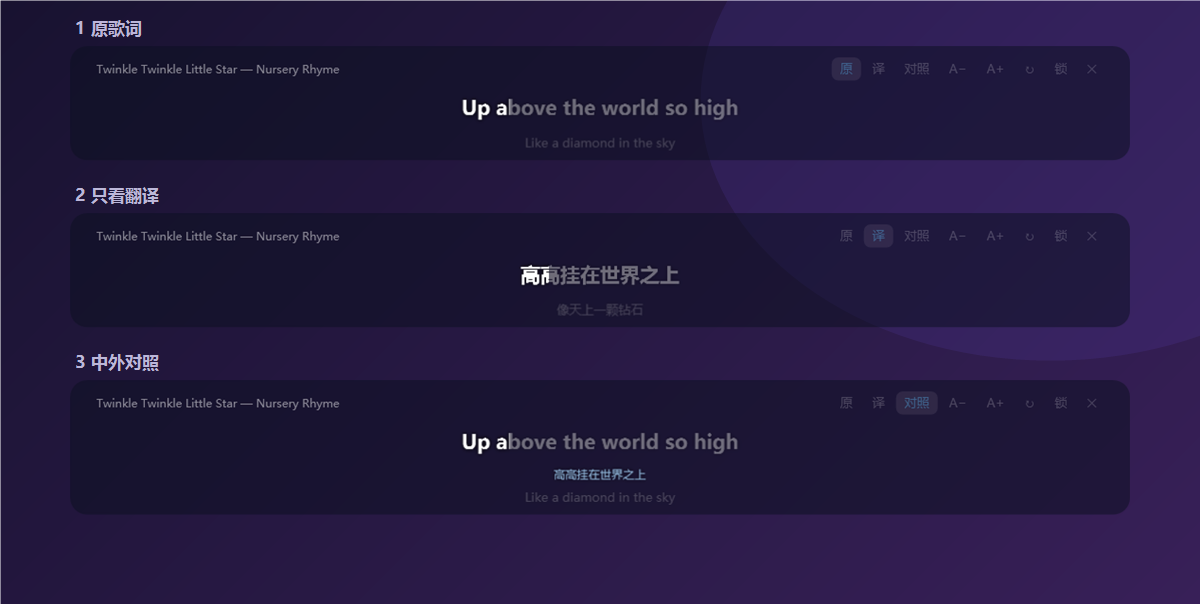 1 原歌词
Twinkle Twinkle Little Star — Nursery Rhyme 原 译 对照 A− A+ ↻ 锁 ×
Up above the world so high
Like a diamond in the sky
2 只看翻译
Twinkle Twinkle Little Star — Nursery Rhyme 原 译 对照 A− A+ ↻ 锁 ×
高高挂在世界之上
像天上一颗钻石
3 中外对照
Twinkle Twinkle Little Star — Nursery Rhyme 原 译 对照 A− A+ ↻ 锁 ×
Up above the world so high
高高挂在世界之上
Like a diamond in the sky